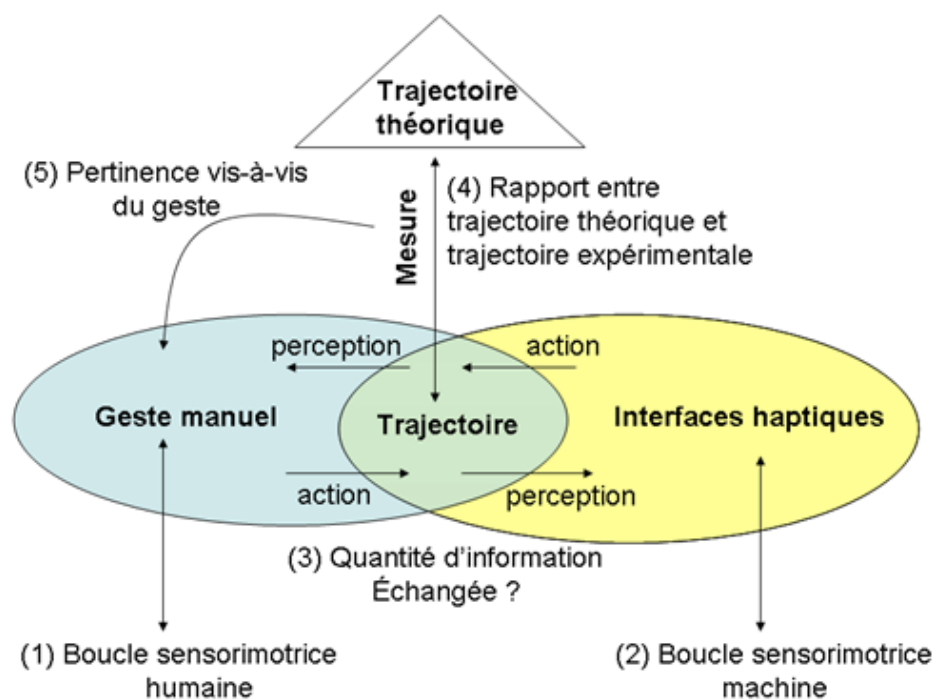 Trajectoire
théorique
(5) Pertinence vis-à-vis
du geste
Mesure
(4) Rapport entre
trajectoire théorique et
trajectoire expérimentale
perception
action
Geste manuel
Trajectoire
Interfaces haptiques
action
perception
(3) Quantité d'information
Échangée ?
(1) Boucle sensorimotrice
humaine
(2) Boucle sensorimotrice
machine